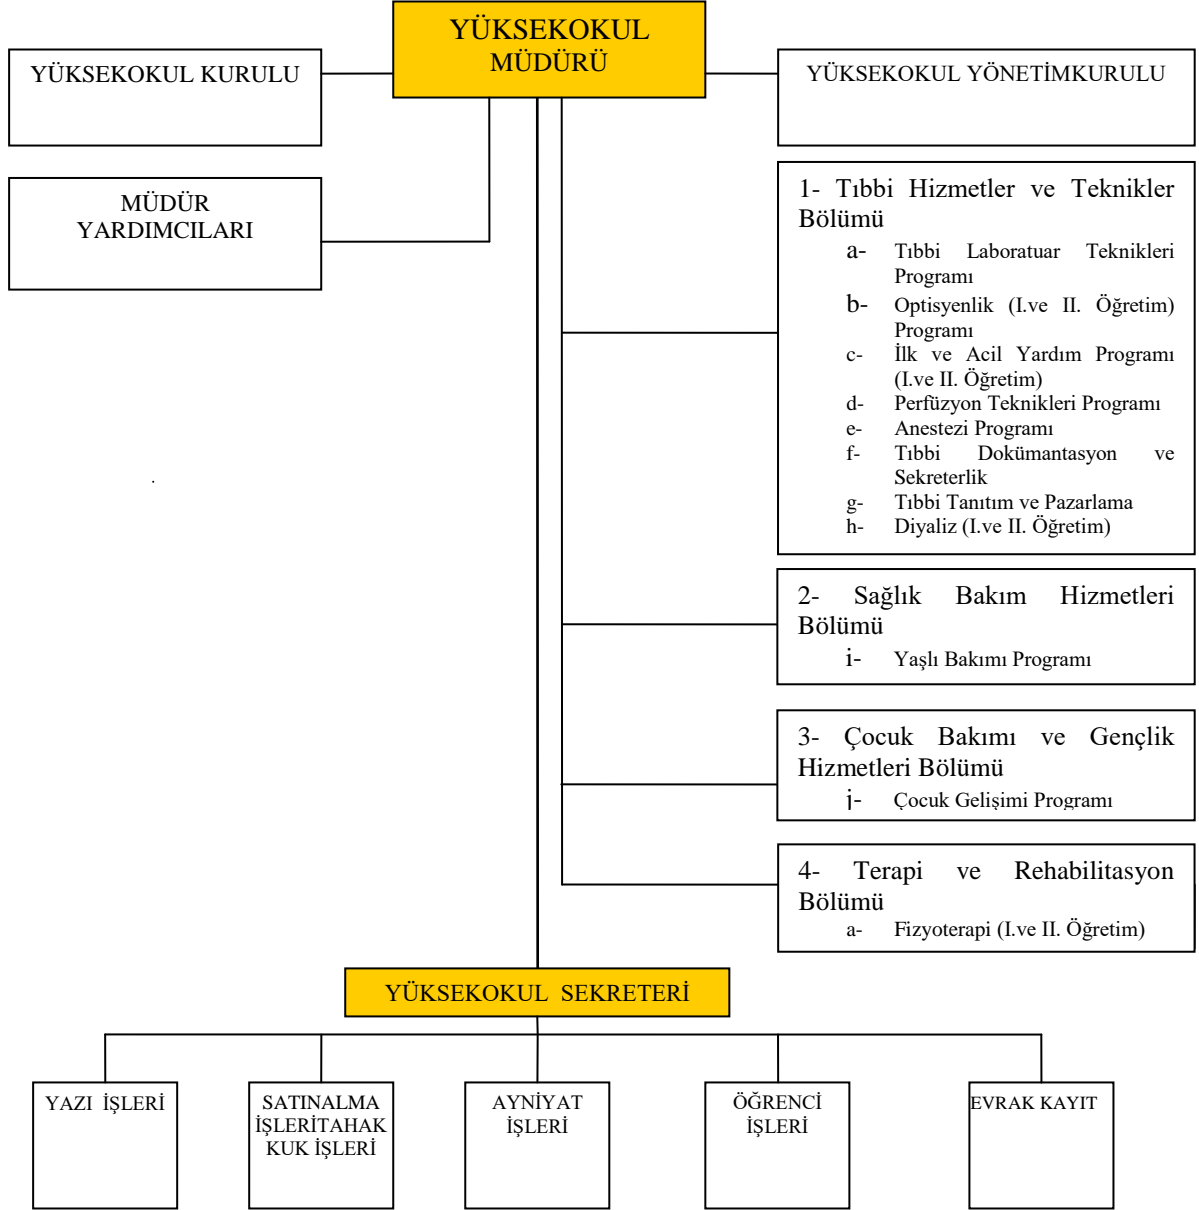 YÜKSEKOKUL
MÜDÜRÜ
YÜKSEKOKUL KURULU
YÜKSEKOKUL YÖNETİMKURULU
MÜDÜR
YARDIMCILARI
1- Tıbbi Hizmetler ve Teknikler
Bölümü
a- Tıbbi Laboratuar Teknikleri
Programı
b- Optisyenlik (I.ve II. Öğretim)
Programı
c- İlk ve Acil Yardım Programı
(I.ve II. Öğretim)
d- Perfüzyon Teknikleri Programı
e- Anestezi Programı
f- Tıbbi Dokümantasyon ve
Sekreterlik
g- Tıbbi Tanıtım ve Pazarlama
h- Diyaliz (I.ve II. Öğretim)
2- Sağlık Bakım Hizmetleri
Bölümü
i- Yaşlı Bakımı Programı
3- Çocuk Bakımı ve Gençlik
Hizmetleri Bölümü
j- Çocuk Gelişimi Programı
4- Terapi ve Rehabilitasyon
Bölümü
a- Fizyoterapi (I.ve II. Öğretim)
YÜKSEKOKUL SEKRETERİ
YAZI İŞLERİ
SATINALMA
İŞLERİTAHAK
KUK İŞLERİ
AYNİYAT
İŞLERİ
ÖĞRENCİ
İŞLERİ
EVRAK KAYIT